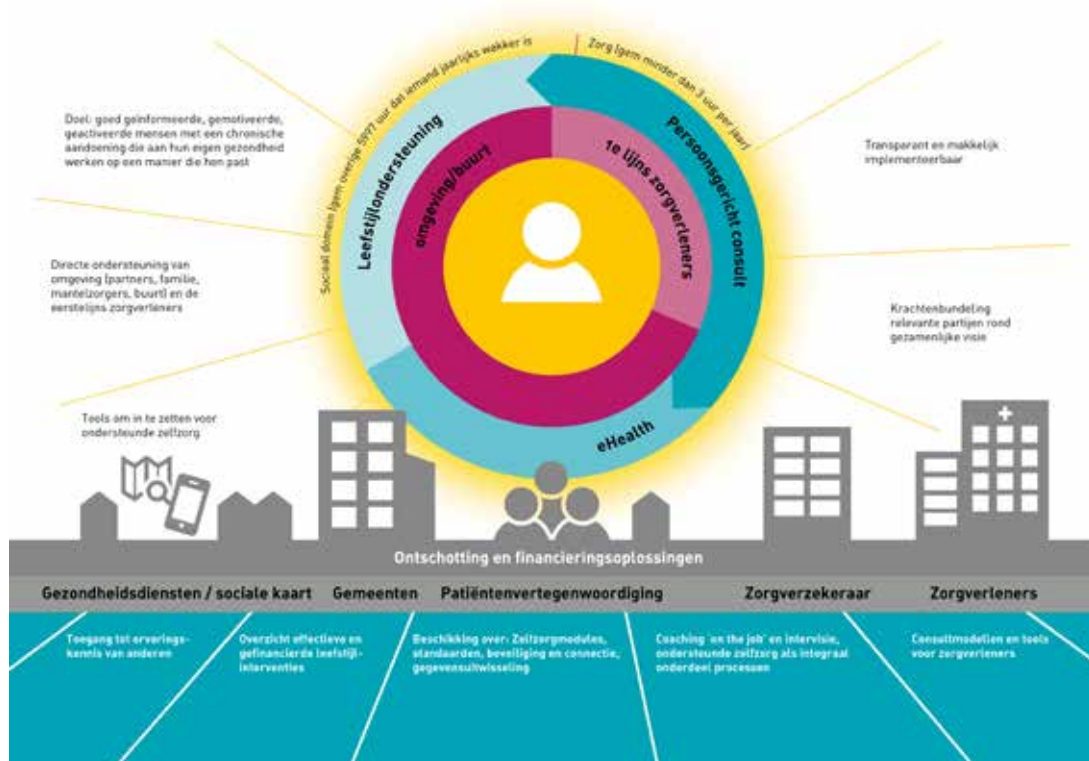 Sociaal domein (gem overige 5997 uur dat iemand jaarlijks wakker is
Zorg (gem minder dan 3 uur per jaar)
Leefstijlondersteuning
omgeving/buurt
1e lijns zorgverleners
Persoonsgericht consult
eHealth
Doel: goed geïnformeerde, gemotiveerde,
geactiveerde mensen met een chronische
aandoening die aan hun eigen gezondheid
werken op een manier die hen past
Transparant en makkelijk
implementeerbaar
Directe ondersteuning van
omgeving (partners, familie,
mantelzorgers, buurt) en de
eerstelijns zorgverleners
Krachtenbundeling
relevante partijen rond
gezamenlijke visie
Tools om in te zetten voor
ondersteunde zelfzorg
Ontschotting en financieringsoplossingen
Gezondheidsdiensten / sociale kaart
Gemeenten
Patiëntenvertegenwoordiging
Zorgverzekeraar
Zorgverleners
Toegang tot ervarings-
kennis van anderen
Overzicht effectieve en
gefinancierde leefstijl-
interventies
Beschikking over: Zelfzorgmodules,
standaarden, beveiliging en connectie,
gegevensuitwisseling
Coaching 'on the job' en intervisie,
ondersteunde zelfzorg als integraal
onderdeel processen
Consultmodellen en tools
voor zorgverleners